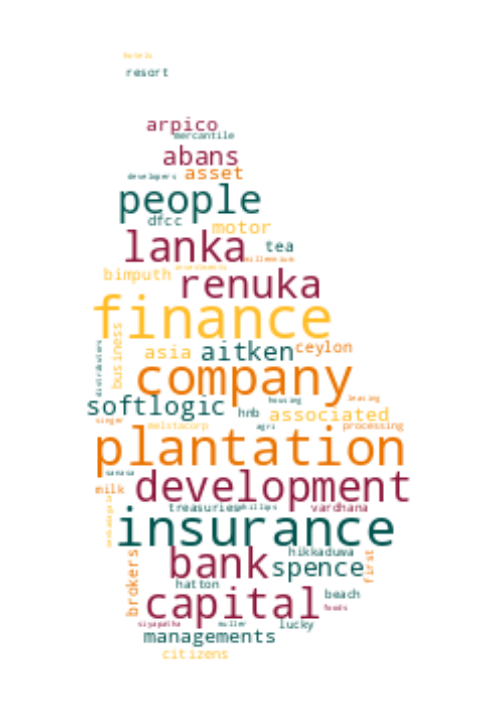 hotels
resort
arpico
mercantile
abans
developers asset
people
dfcc motor
lanka tea
millennium
bimputh investments
renuka
finance
business
asia aitken ceylon
distributors
company
housing leasing
softlogic hnb associated
singer melstacorp agri processing
plantation
sanasa
milk development
treasuries phillips vardhana
insurance
hikkaduwa
bank spence first
brokers hatton
beach
capital foods
siyapatha muller lucky
managements
citizens